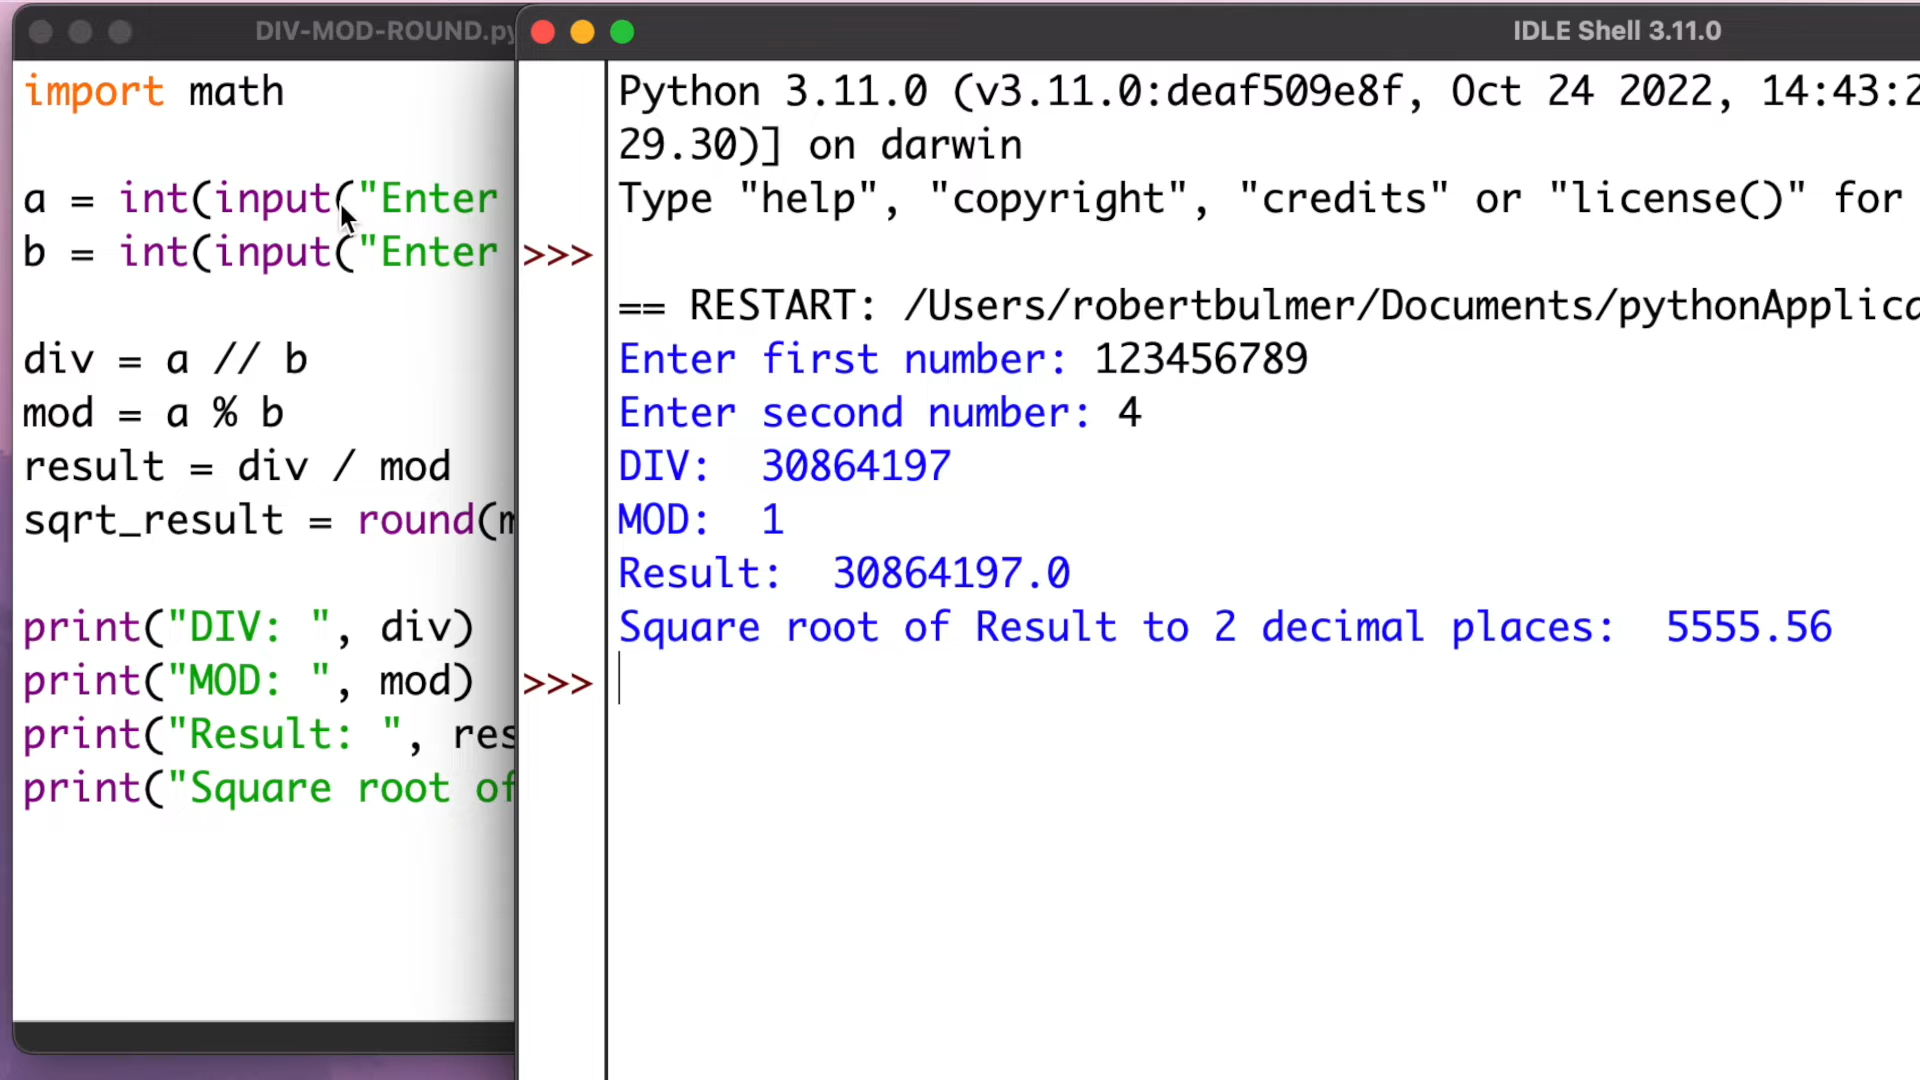 DIV-MOD-ROUND.py
import math
a = int(input("Enter
b = int(input("Enter
div = a // b
mod = a % b
result = div / mod
sqrt_result = round(m
print("DIV: ", div)
print("MOD: ", mod)
print("Result: ", res
print("Square root of
IDLE Shell 3.11.0
Python 3.11.0 (v3.11.0:deaf509e8f, Oct 24 2022, 14:43:2
29.30)] on darwin
Type "help", "copyright", "credits" or "license()" for
>>>
== RESTART: /Users/robertbulmer/Documents/pythonApplica
Enter first number: 123456789
Enter second number: 4
DIV:  30864197
MOD:  1
Result:  30864197.0
Square root of Result to 2 decimal places:  5555.56
>>>